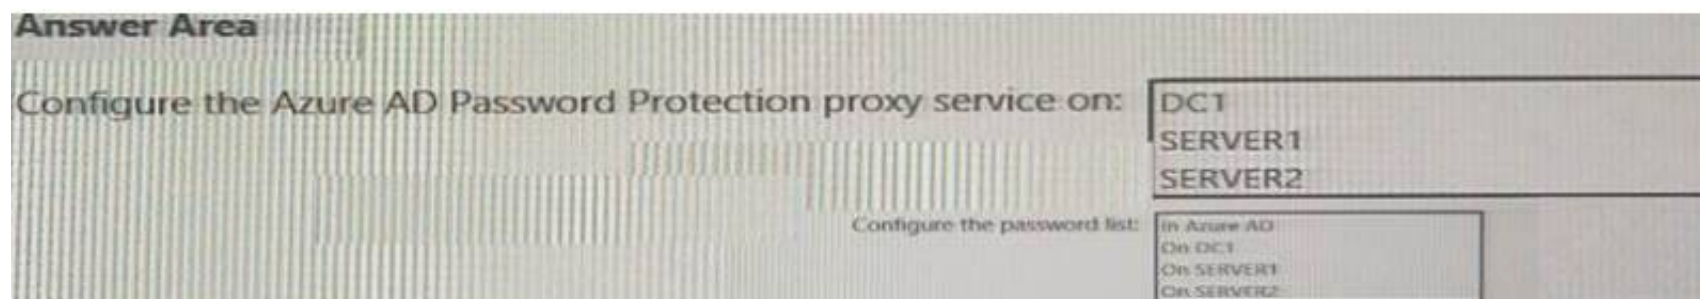 Answer Area
Configure the Azure AD Password Protection proxy service on:
DC1
SERVER1
SERVER2
Configure the password list:
In Azure AD
On DC1
On SERVER1
On SERVER2